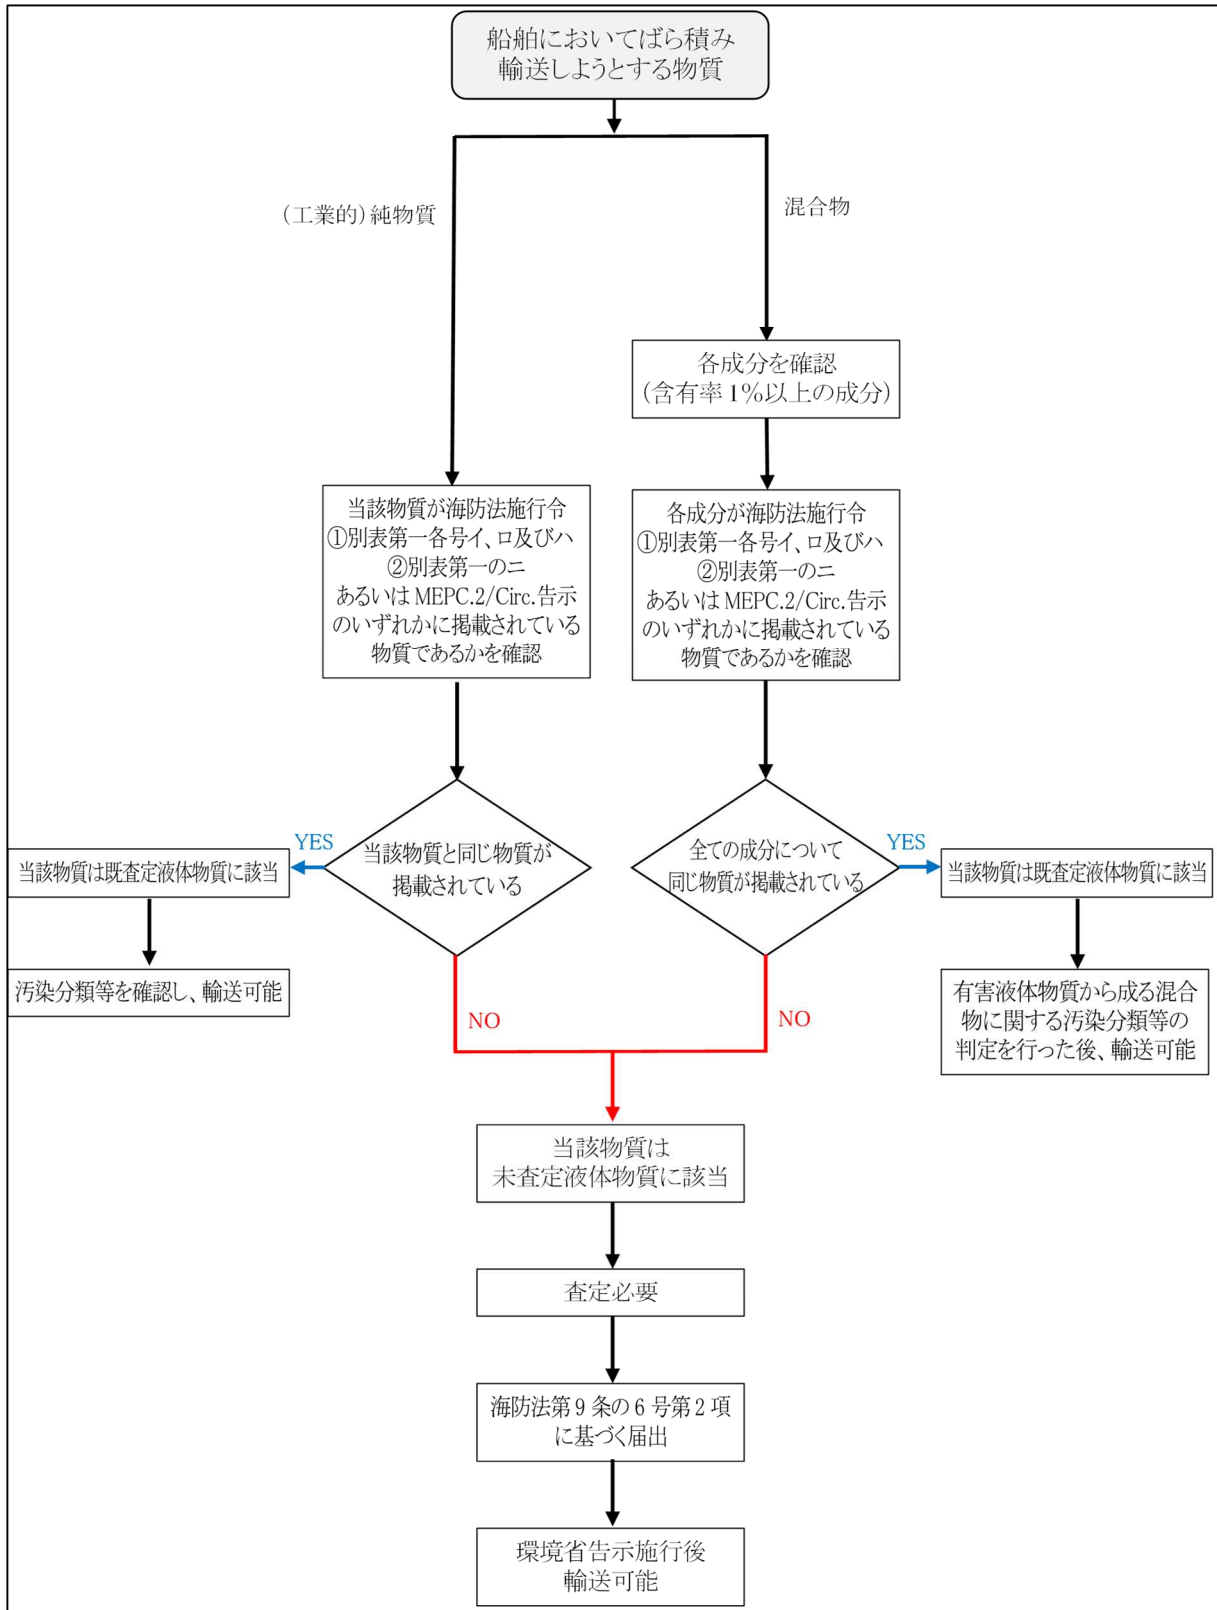 船舶においてばら積み
輸送しようとする物質
(工業的)純物質
混合物
各成分を確認
(含有率1%以上の成分)
当該物質が海防法施行令
①別表第一各号イ、ロ及びハ
②別表第一のニ
あるいは MEPC.2/Circ.告示
のいずれかに掲載されている
物質であるかを確認
各成分が海防法施行令
①別表第一各号イ、ロ及びハ
②別表第一のニ
あるいは MEPC.2/Circ.告示
のいずれかに掲載されている
物質であるかを確認
当該物質と同じ物質が
掲載されている
YES
当該物質は既査定液体物質に該当
汚染分類等を確認し、輸送可能
全ての成分について
同じ物質が掲載されている
YES
当該物質は既査定液体物質に該当
有害液体物質から成る混合
物に関する汚染分類等の
判定を行った後、輸送可能
NO
NO
当該物質は
未査定液体物質に該当
査定必要
海防法第9条の6号第2項
に基づく届出
環境省告示施行後
輸送可能